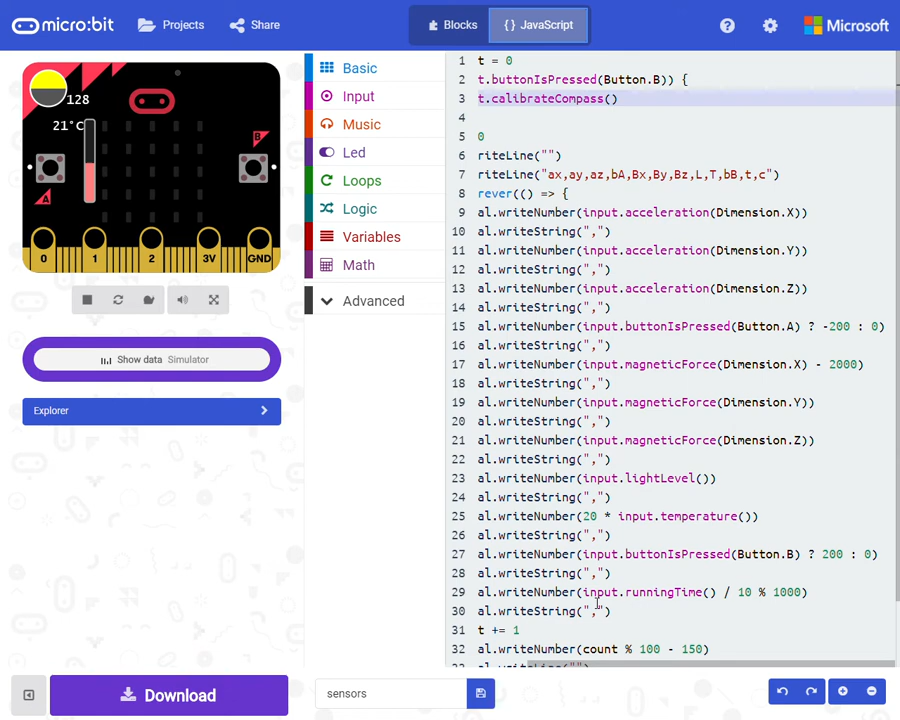 micro:bit
Projects
Share
Blocks
{ } JavaScript
?
Microsoft
128
21°C
B
A
0 1 2 3V GND
Show data Simulator
Explorer
Download
Basic
Input
Music
Led
Loops
Logic
Variables
Math
Advanced
1 t = 0
2 t.buttonIsPressed(Button.B)) {
3 t.calibrateCompass()
4
5 0
6 riteLine("")
7 riteLine("ax,ay,az,bA,Bx,By,Bz,L,T,bB,t,c")
8 rever(() => {
9 al.writeNumber(input.acceleration(Dimension.X))
10 al.writeString(",")
11 al.writeNumber(input.acceleration(Dimension.Y))
12 al.writeString(",")
13 al.writeNumber(input.acceleration(Dimension.Z))
14 al.writeString(",")
15 al.writeNumber(input.buttonIsPressed(Button.A) ? -200 : 0)
16 al.writeString(",")
17 al.writeNumber(input.magneticForce(Dimension.X) - 2000)
18 al.writeString(",")
19 al.writeNumber(input.magneticForce(Dimension.Y))
20 al.writeString(",")
21 al.writeNumber(input.magneticForce(Dimension.Z))
22 al.writeString(",")
23 al.writeNumber(input.lightLevel())
24 al.writeString(",")
25 al.writeNumber(20 * input.temperature())
26 al.writeString(",")
27 al.writeNumber(input.buttonIsPressed(Button.B) ? 200 : 0)
28 al.writeString(",")
29 al.writeNumber(input.runningTime() / 10 % 1000)
30 al.writeString(",")
31 t += 1
32 al.writeNumber(count % 100 - 150)
33 al.writeLine("")
sensors